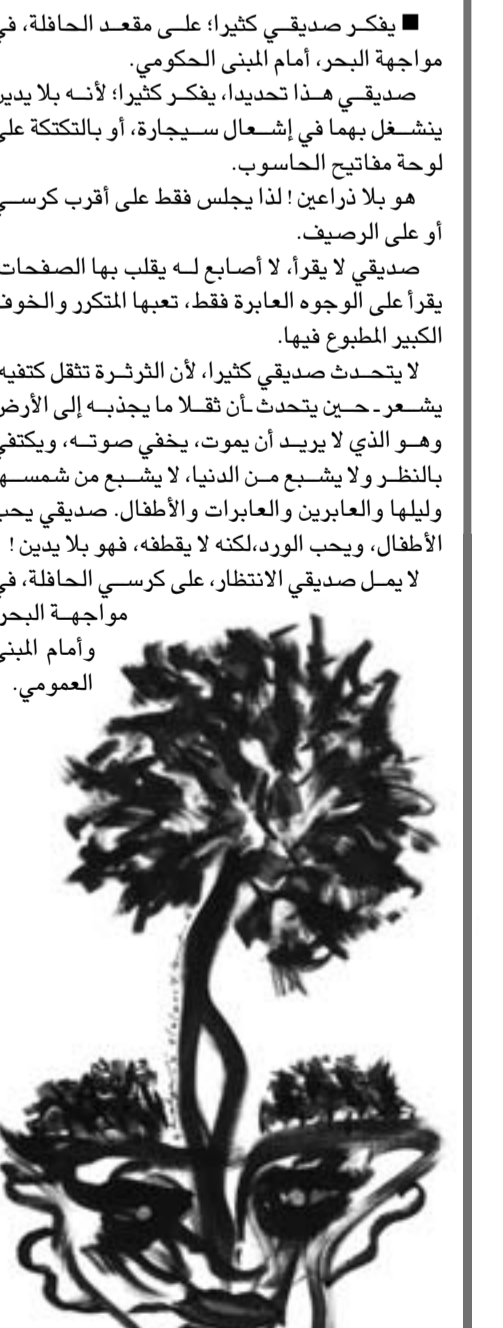 ■ يفكر صديقي كثيرا؛ على مقعد الحافلة، في
مواجهة البحر، أمام المبنى الحكومي.
صديقي هذا تحديدا، يفكر كثيرا؛ لأنه بلا يدين
ينشغل بهما في إشعال سيجارة، أو بالتكتكة على
لوحة مفاتيح الحاسوب.
هو بلا ذراعين ! لذا يجلس فقط على أقرب كرسي
أو على الرصيف.
صديقي لا يقرأ، لا أصابع له يقلب بها الصفحات
يقرأ على الوجوه العابرة فقط، تعبها المتكرر والخوف
الكبير المطبوع فيها.
لا يتحدث صديقي كثيرا، لأن الثرثرة تثقل كتفيه
يشعر ـ حين يتحدث ـ أن ثقلا ما يجذبه إلى الأرض
وهو الذي لا يريد أن يموت، يخفي صوته، ويكتفي
بالنظر ولا يشبع من الدنيا، لا يشبع من شمسها
وليلها والعابرين والعابرات والأطفال. صديقي يحب
الأطفال، ويحب الورد،لكنه لا يقطفه، فهو بلا يدين !
لا يمل صديقي الانتظار، على كرسي الحافلة، في
مواجهة البحر
وأمام المبنى
العمومي.